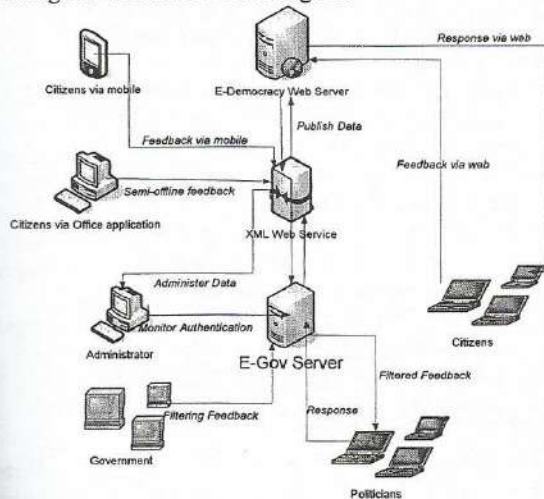 Response via web
Citizens via mobile
E-Democracy Web Server
Publish Data
Feedback via mobile
Feedback via web
Semi-offline feedback
Citizens via Office application
XML Web Service
Administer Data
Monitor Authentication
Administrator
E-Gov Server
Citizens
Filtered Feedback
Filtering Feedback
Response
Government
Politicians